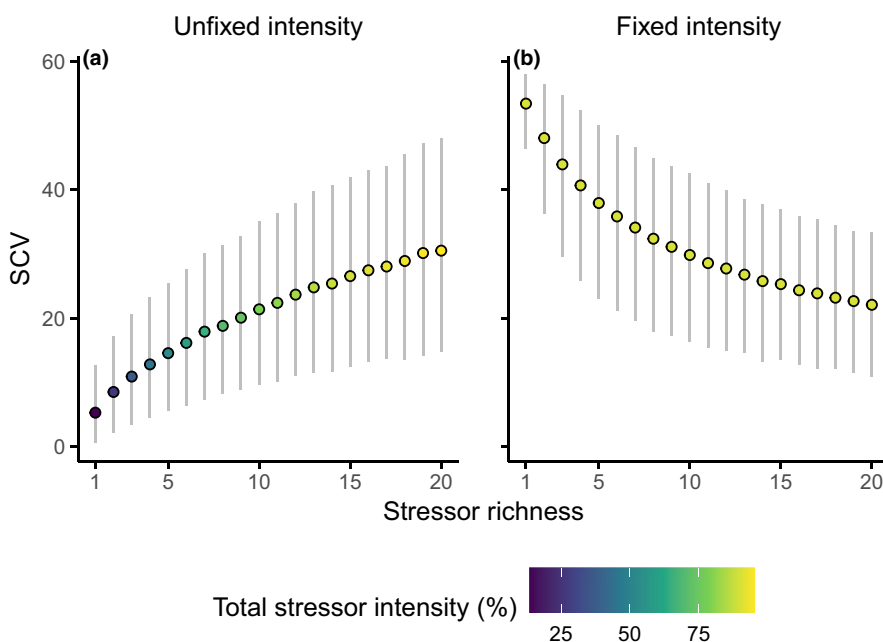 Unfixed intensity Fixed intensity
(a) (b)
60
40
20
0
SCV
1 5 10 15 20 1 5 10 15 20
Stressor richness
Total stressor intensity (%)
25 50 75